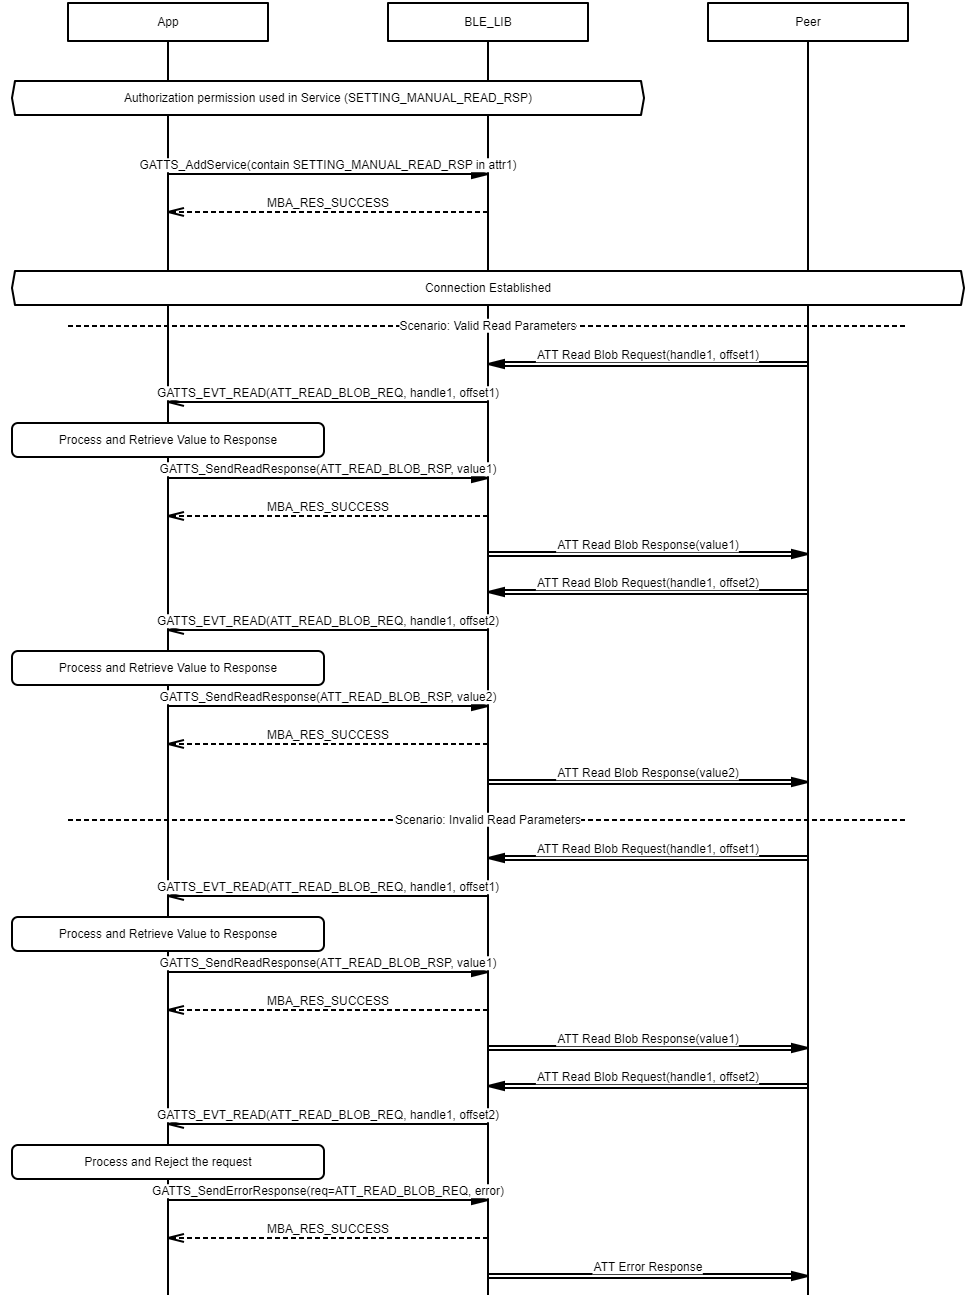 App
BLE_LIB
Peer
Authorization permission used in Service (SETTING_MANUAL_READ_RSP)
GATTS_AddService(contain SETTING_MANUAL_READ_RSP in attr1)
MBA_RES_SUCCESS
Connection Established
Scenario: Valid Read Parameters
ATT Read Blob Request(handle1, offset1)
GATTS_EVT_READ(ATT_READ_BLOB_REQ, handle1, offset1)
Process and Retrieve Value to Response
GATTS_SendReadResponse(ATT_READ_BLOB_RSP, value1)
MBA_RES_SUCCESS
ATT Read Blob Response(value1)
ATT Read Blob Request(handle1, offset2)
GATTS_EVT_READ(ATT_READ_BLOB_REQ, handle1, offset2)
Process and Retrieve Value to Response
GATTS_SendReadResponse(ATT_READ_BLOB_RSP, value2)
MBA_RES_SUCCESS
ATT Read Blob Response(value2)
Scenario: Invalid Read Parameters
ATT Read Blob Request(handle1, offset1)
GATTS_EVT_READ(ATT_READ_BLOB_REQ, handle1, offset1)
Process and Retrieve Value to Response
GATTS_SendReadResponse(ATT_READ_BLOB_RSP, value1)
MBA_RES_SUCCESS
ATT Read Blob Response(value1)
ATT Read Blob Request(handle1, offset2)
GATTS_EVT_READ(ATT_READ_BLOB_REQ, handle1, offset2)
Process and Reject the request
GATTS_SendErrorResponse(req=ATT_READ_BLOB_REQ, error)
MBA_RES_SUCCESS
ATT Error Response